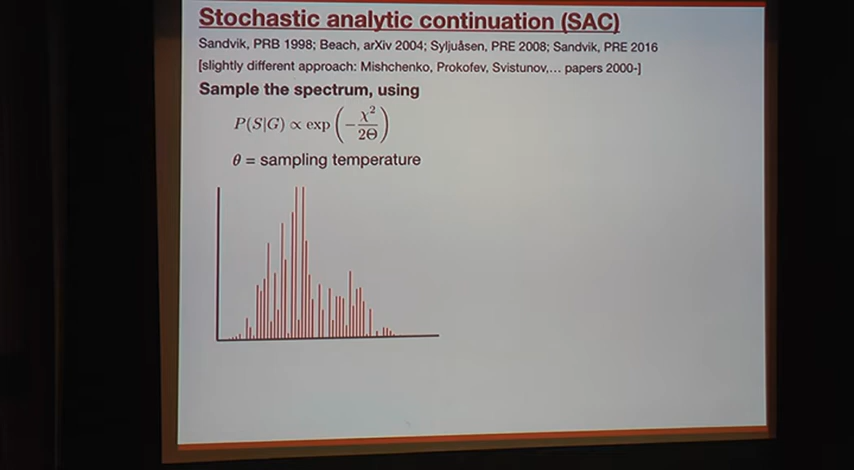 Stochastic analytic continuation (SAC)
Sandvik, PRB 1998; Beach, arXiv 2004; Syljuåsen, PRE 2008; Sandvik, PRE 2016
[slightly different approach: Mishchenko, Prokofev, Svistunov,... papers 2000-]
Sample the spectrum, using
P(S|G) ∝ exp(−χ²/2Θ)
θ = sampling temperature